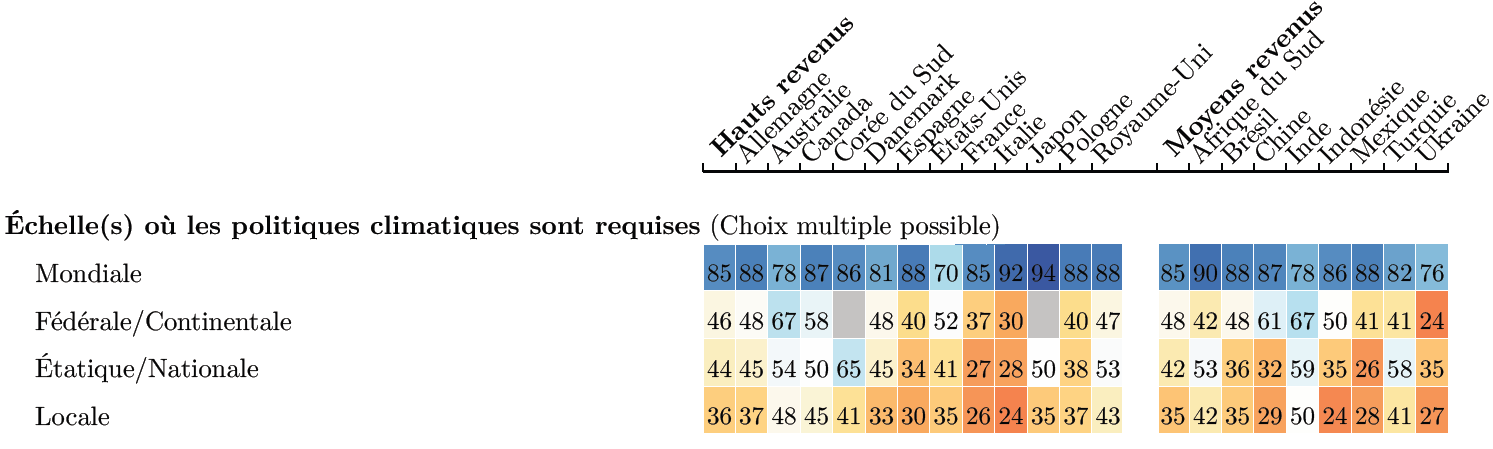 Hauts revenus
Allemagne
Australie
Canada
Corée du Sud
Danemark
Espagne
États-Unis
France
Italie
Japon
Pologne
Royaume-Uni
Moyens revenus
Afrique du Sud
Brésil
Chine
Inde
Indonésie
Mexique
Turquie
Ukraine
Échelle(s) où les politiques climatiques sont requises (Choix multiple possible)
Mondiale 85 88 78 87 86 81 88 70 85 92 94 88 88 85 90 88 87 78 86 88 82 76
Fédérale/Continentale 46 48 67 58 48 40 52 37 30 40 47 48 42 48 61 67 50 41 41 24
Étatique/Nationale 44 45 54 50 65 45 34 41 27 28 50 38 53 42 53 36 32 59 35 26 58 35
Locale 36 37 48 45 41 33 30 35 26 24 35 37 43 35 42 35 29 50 24 28 41 27